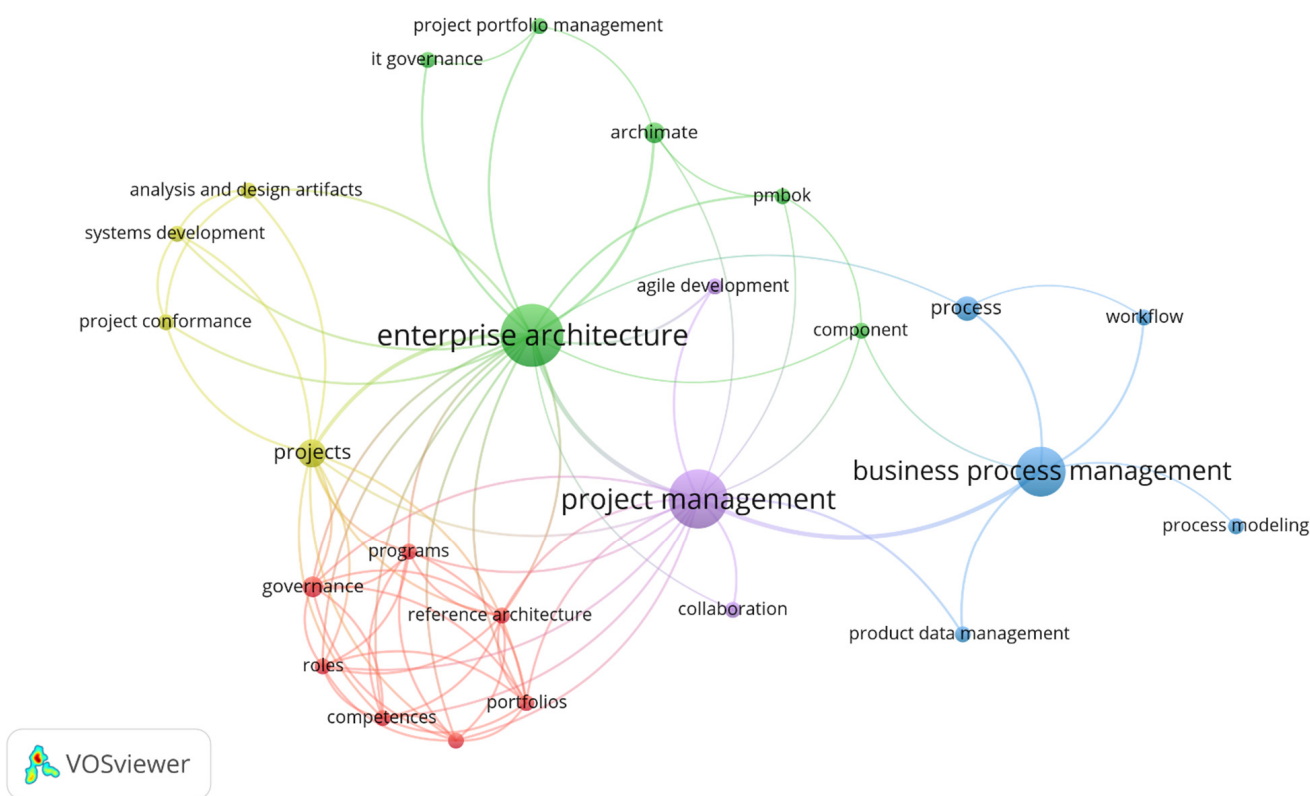 project portfolio management
it governance
archimate
analysis and design artifacts
pmbok
systems development
agile development
process
workflow
project conformance
enterprise architecture
component
projects
business process management
project management
process modeling
programs
governance
reference architecture
collaboration
product data management
roles
portfolios
competences
VOSviewer